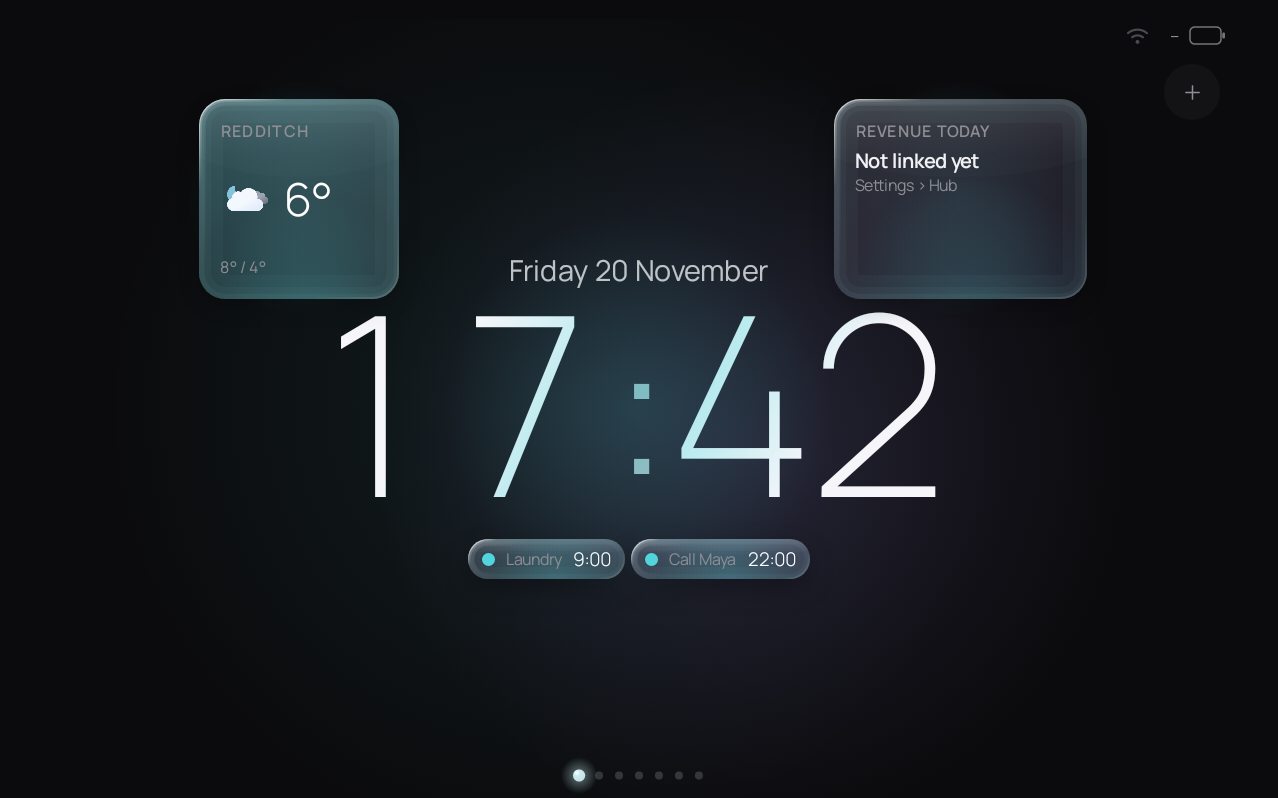 –
REDDITCH
6°
8° / 4°
REVENUE TODAY
Not linked yet
Settings > Hub
Friday 20 November
17:42
Laundry 9:00
Call Maya 22:00